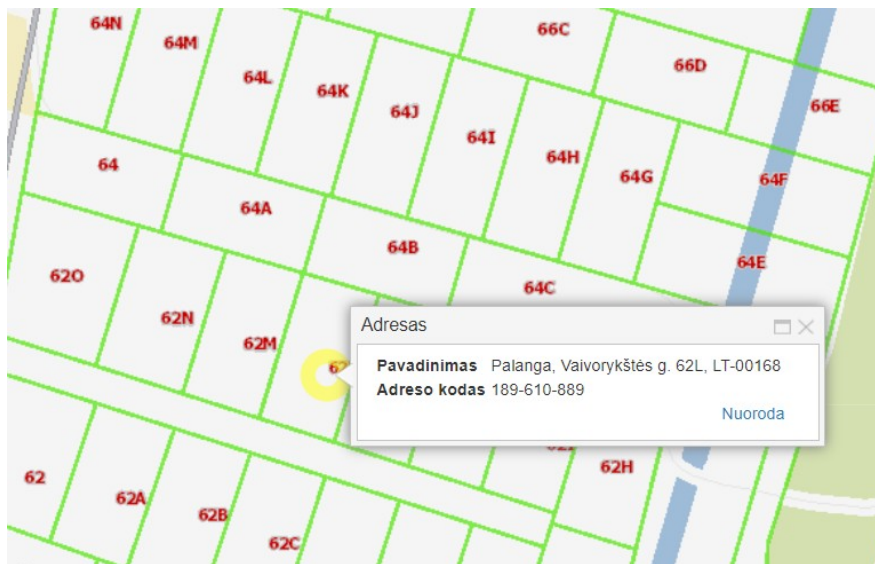 64N
64M
64L
64K
64J
64I
64H
64G
64F
64E
66C
66D
66E
64
64A
64B
64C
62O
62N
62M
Adresas
Pavadinimas Palanga, Vaivorykštės g. 62L, LT-00168
Adreso kodas 189-610-889
Nuoroda
62H
62
62A
62B
62C